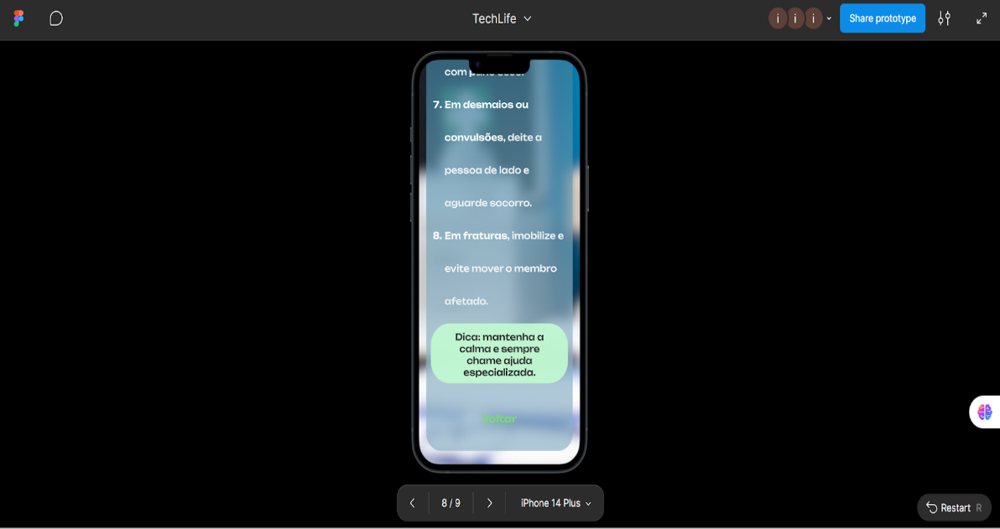 TechLife
i i i
Share prototype
com
7. Em desmaios ou
convulsões, deite a
pessoa de lado e
aguarde socorro.
8. Em fraturas, imobilize e
evite mover o membro
afetado.
Dica: mantenha a
calma e sempre
chame ajuda
especializada.
Voltar
8 / 9
iPhone 14 Plus
Restart R